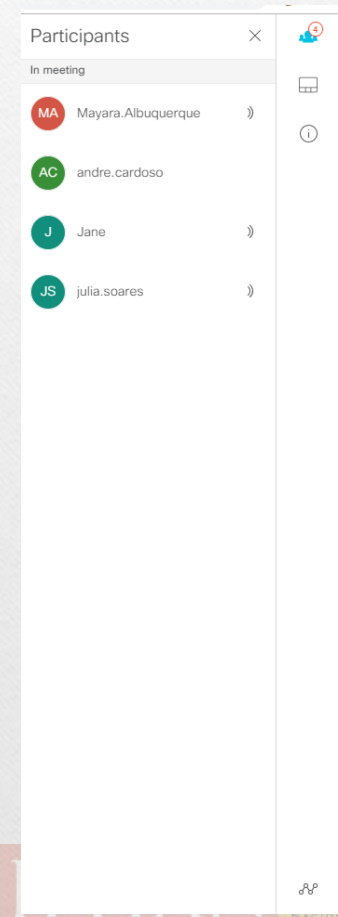 Participants
4
In meeting
MA Mayara.Albuquerque
AC andre.cardoso
J Jane
JS julia.soares